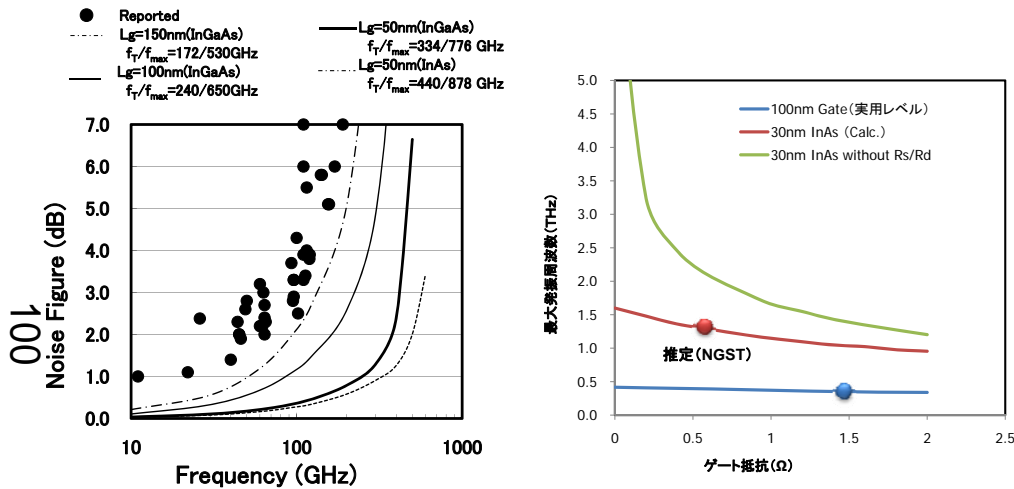 Reported
Lg=150nm(InGaAs)
fT/fmax=172/530GHz
Lg=100nm(InGaAs)
fT/fmax=240/650GHz
Lg=50nm(InGaAs)
fT/fmax=334/776 GHz
Lg=50nm(InAs)
fT/fmax=440/878 GHz
7.0
6.0
5.0
4.0
3.0
2.0
1.0
0.0
10
100
1000
Frequency (GHz)
Noise Figure (dB)
100
5.0
4.5
4.0
3.5
3.0
2.5
2.0
1.5
1.0
0.5
0.0
0
0.5
1
1.5
2
2.5
最大発振周波数(THz)
ゲート抵抗(Ω)
100nm Gate(実用レベル)
30nm InAs (Calc.)
30nm InAs without Rs/Rd
推定(NGST)